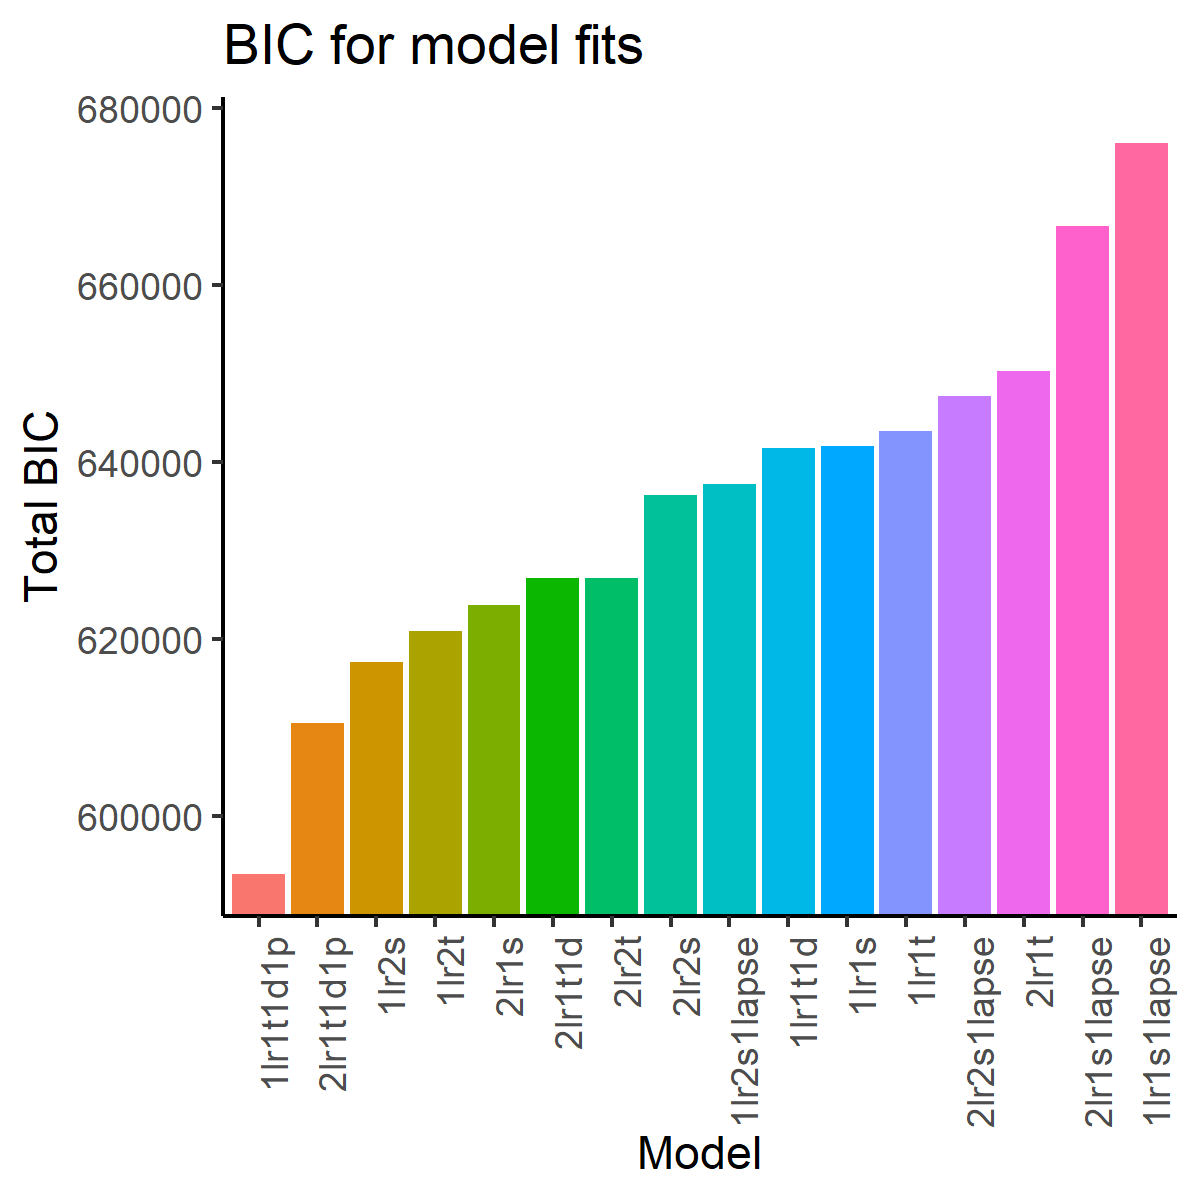 BIC for model fits
680000
660000
640000
620000
600000
Total BIC
1lr1t1d1p
2lr1t1d1p
1lr2s
1lr2t
2lr1s
2lr1t1d
2lr2t
2lr2s
1lr2s1lapse
1lr1t1d
1lr1s
1lr1t
2lr2s1lapse
2lr1t
2lr1s1lapse
1lr1s1lapse
Model